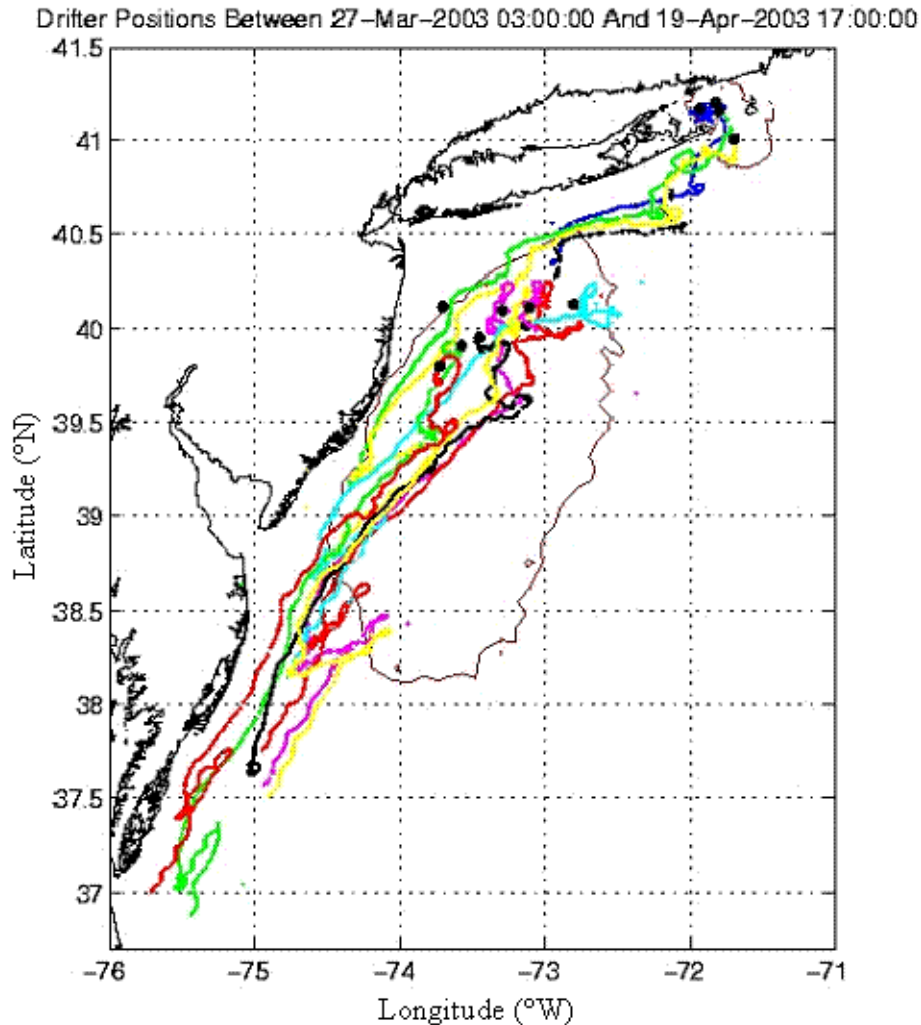 Drifter Positions Between 27-Mar-2003 03:00:00 And 19-Apr-2003 17:00:00
41.5
41
40.5
40
39.5
39
38.5
38
37.5
37
Latitude (°N)
-76 -75 -74 -73 -72 -71
Longitude (°W)